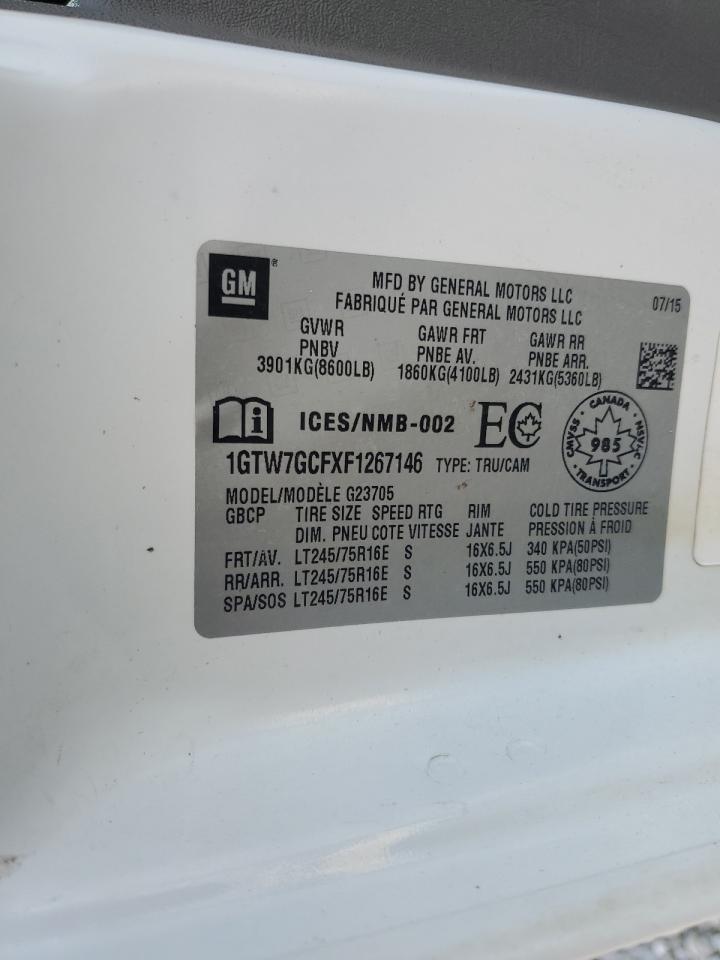 GM®
MFD BY GENERAL MOTORS LLC
FABRIQUÉ PAR GENERAL MOTORS LLC
07/15
GVWR GAWR FRT GAWR RR
PNBV PNBE AV. PNBE ARR.
3901KG(8600LB) 1860KG(4100LB) 2431KG(5360LB)
i ICES/NMB-002 EC
CANADA
CMVSS 985 NSVAC
TRANSPORT
1GTW7GCFXF1267146 TYPE: TRU/CAM
MODEL/MODÈLE G23705
GBCP TIRE SIZE SPEED RTG RIM COLD TIRE PRESSURE
DIM. PNEU COTE VITESSE JANTE PRESSION À FROID
FRT/AV. LT245/75R16E S 16X6.5J 340 KPA(50PSI)
RR/ARR. LT245/75R16E S 16X6.5J 550 KPA(80PSI)
SPA/SOS LT245/75R16E S 16X6.5J 550 KPA(80PSI)